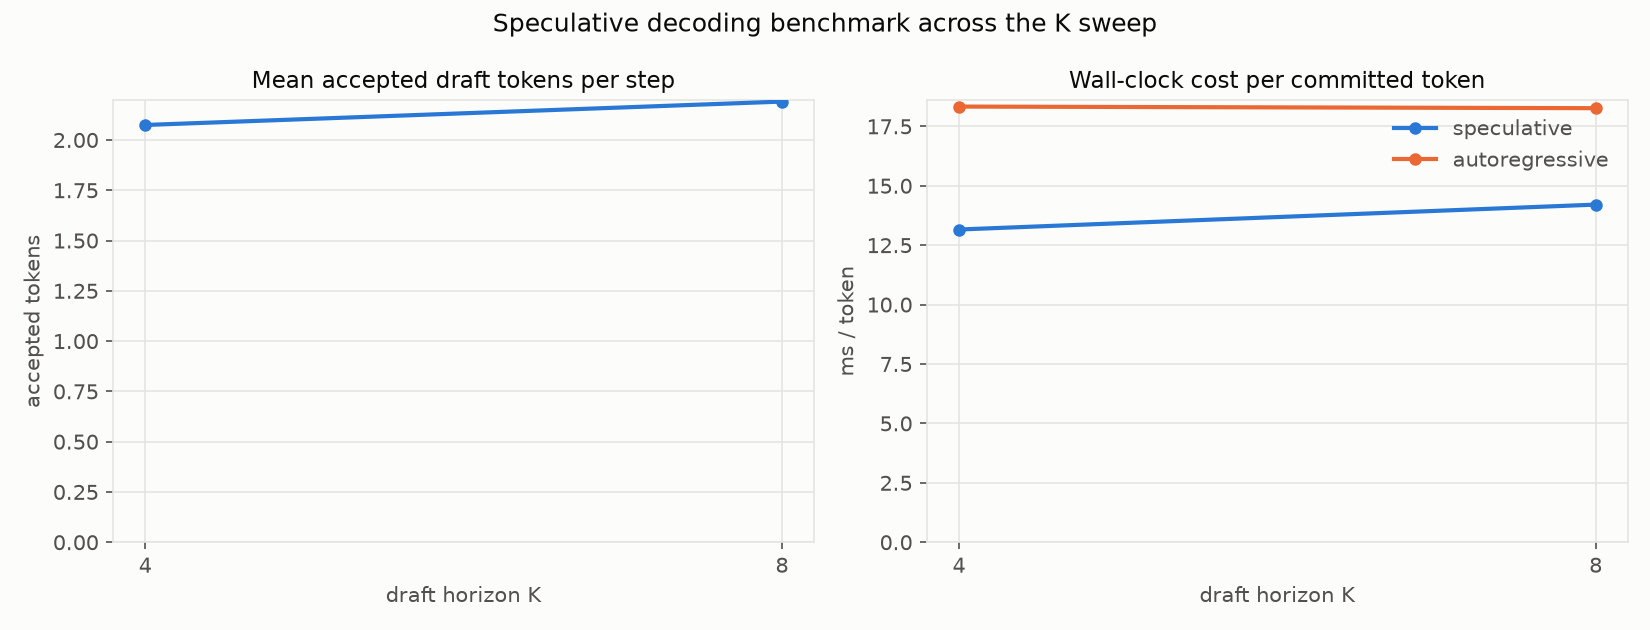 Speculative decoding benchmark across the K sweep
Mean accepted draft tokens per step
accepted tokens
2.00
1.75
1.50
1.25
1.00
0.75
0.50
0.25
0.00
4
8
draft horizon K
Wall-clock cost per committed token
ms / token
17.5
15.0
12.5
10.0
7.5
5.0
2.5
0.0
speculative
autoregressive
4
8
draft horizon K